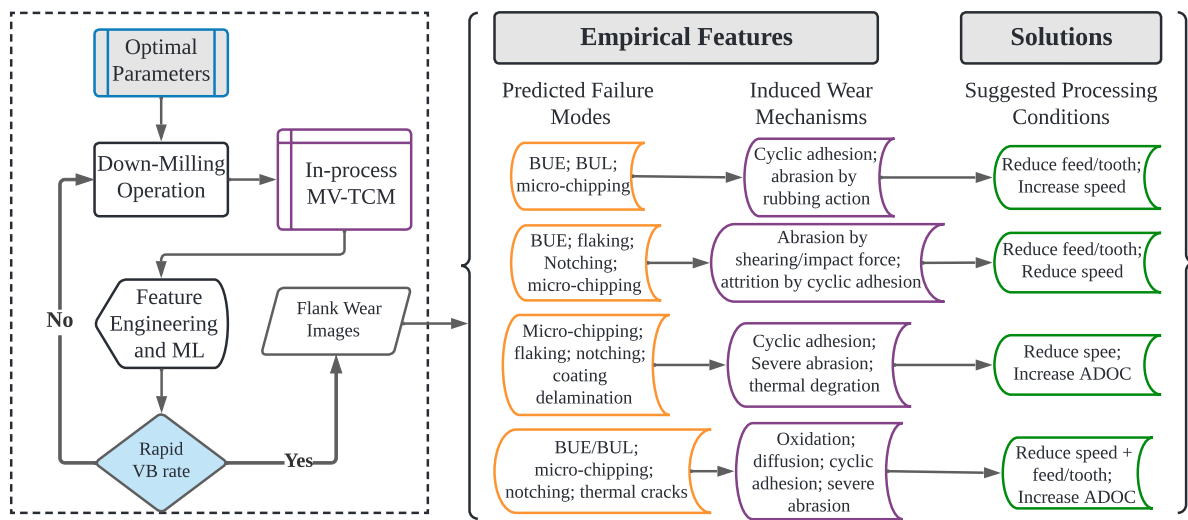 Optimal
Parameters
Down-Milling
Operation
In-process
MV-TCM
Feature
Engineering
and ML
Flank Wear
Images
No
Rapid
VB rate
Yes
Empirical Features
Solutions
Predicted Failure
Modes
Induced Wear
Mechanisms
Suggested Processing
Conditions
BUE; BUL;
micro-chipping
Cyclic adhesion;
abrasion by
rubbing action
Reduce feed/tooth;
Increase speed
BUE; flaking;
Notching;
micro-chipping
Abrasion by
shearing/impact force;
attrition by cyclic adhesion
Reduce feed/tooth;
Reduce speed
Micro-chipping;
flaking; notching;
coating
delamination
Cyclic adhesion;
Severe abrasion;
thermal degration
Reduce spee;
Increase ADOC
BUE/BUL;
micro-chipping;
notching; thermal cracks
Oxidation;
diffusion; cyclic
adhesion; severe
abrasion
Reduce speed +
feed/tooth;
Increase ADOC